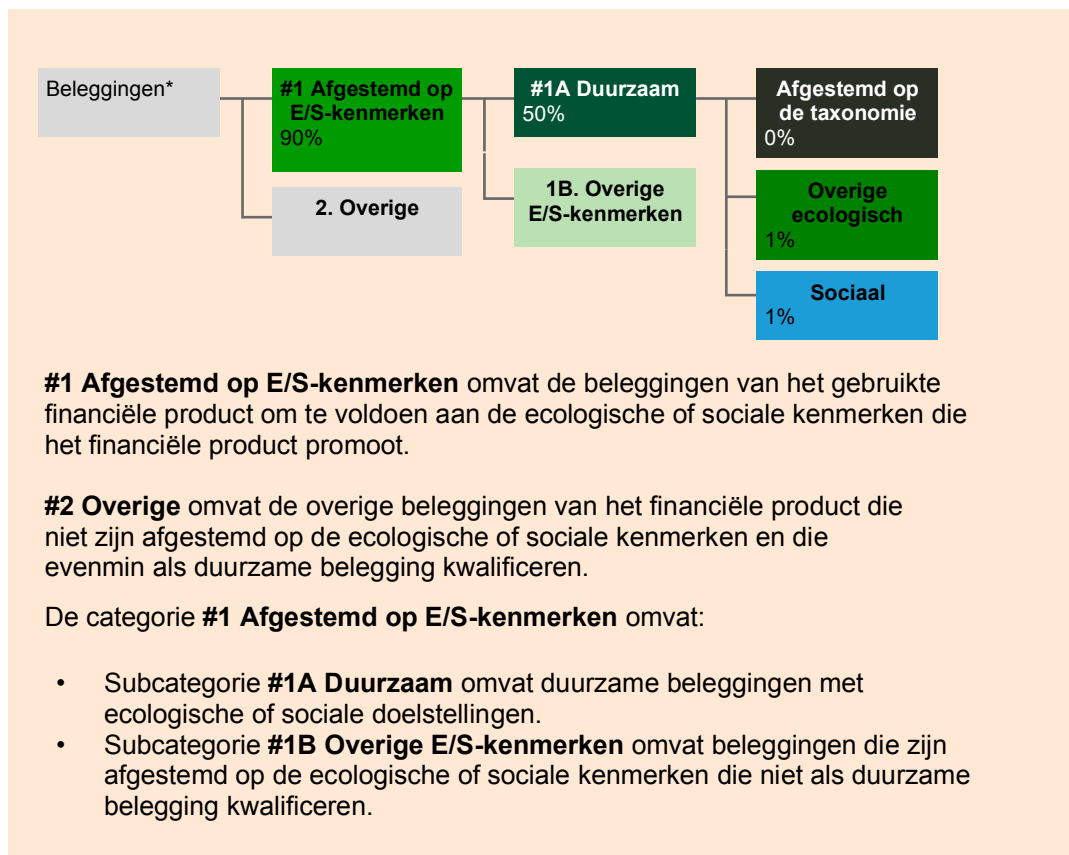 Beleggingen*
#1 Afgestemd op
E/S-kenmerken
90%
2. Overige
#1A Duurzaam
50%
1B. Overige
E/S-kenmerken
Afgestemd op
de taxonomie
0%
Overige
ecologisch
1%
Sociaal
1%
#1 Afgestemd op E/S-kenmerken omvat de beleggingen van het gebruikte
financiële product om te voldoen aan de ecologische of sociale kenmerken die
het financiële product promoot.
#2 Overige omvat de overige beleggingen van het financiële product die
niet zijn afgestemd op de ecologische of sociale kenmerken en die
evenmin als duurzame belegging kwalificeren.
De categorie #1 Afgestemd op E/S-kenmerken omvat:
• Subcategorie #1A Duurzaam omvat duurzame beleggingen met
ecologische of sociale doelstellingen.
• Subcategorie #1B Overige E/S-kenmerken omvat beleggingen die zijn
afgestemd op de ecologische of sociale kenmerken die niet als duurzame
belegging kwalificeren.